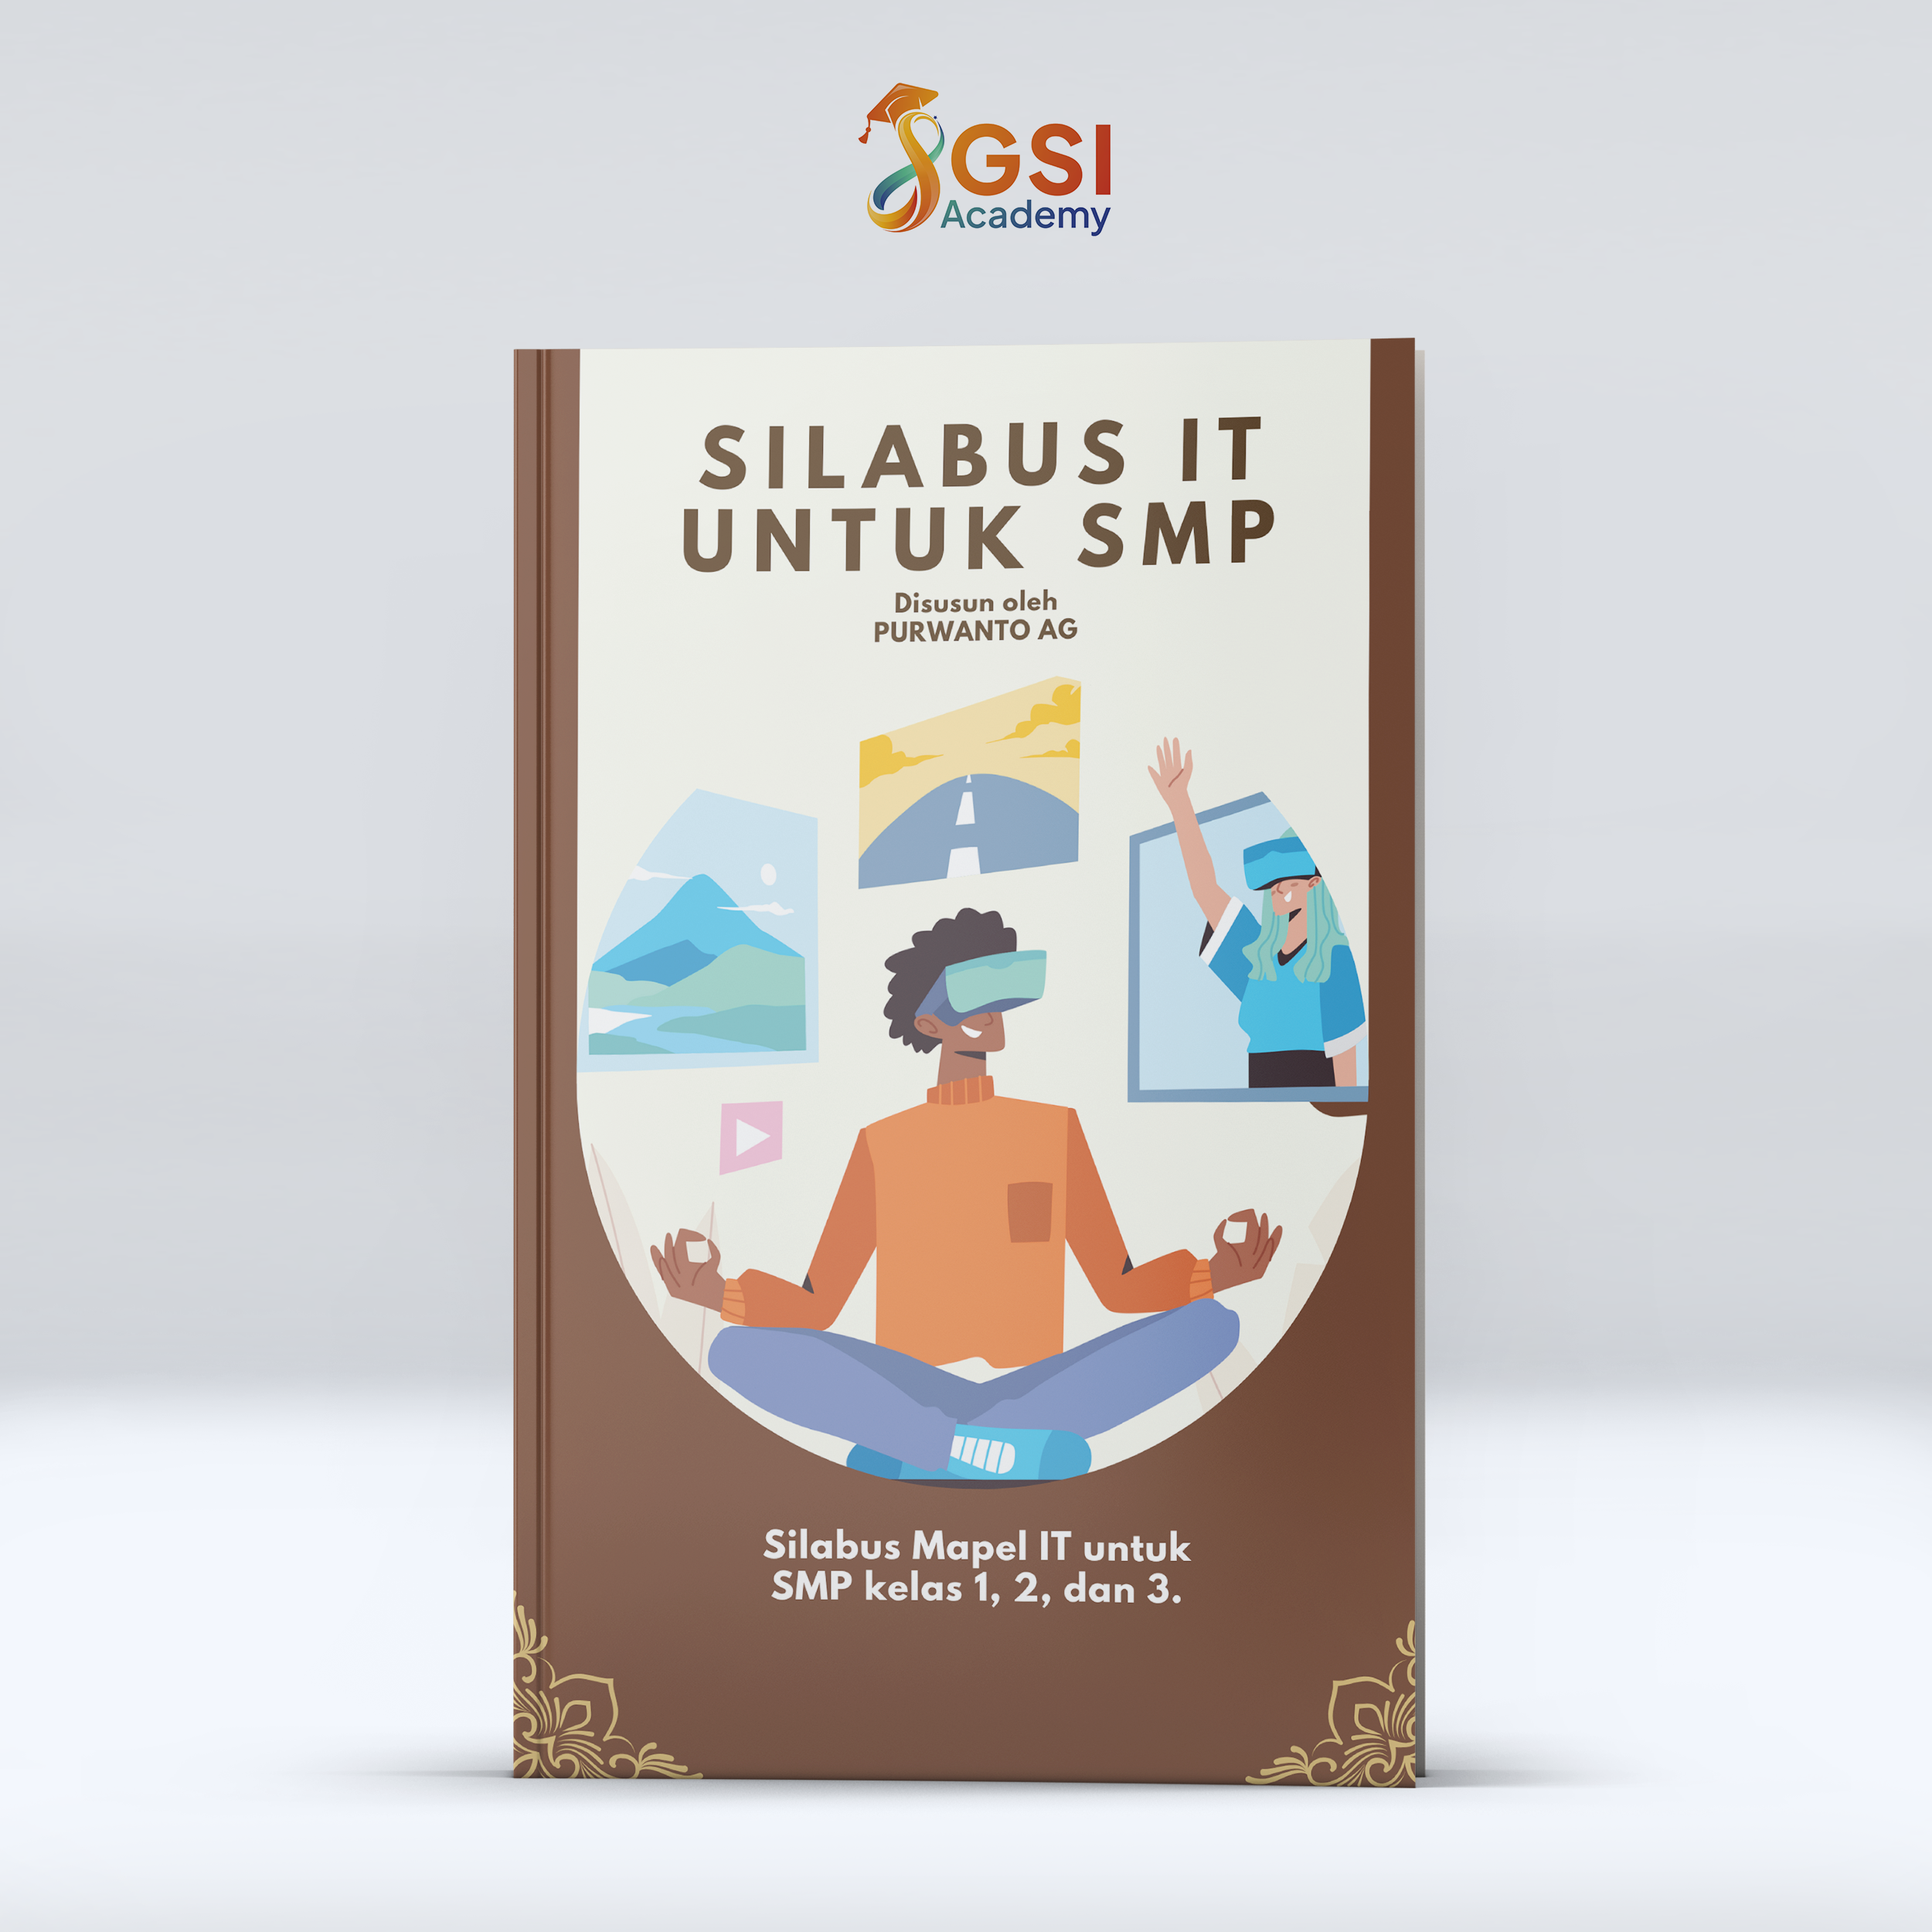 GSI
Academy
SILABUS IT
UNTUK SMP
Disusun oleh
PURWANTO AG
Silabus Mapel IT untuk
SMP kelas 1, 2, dan 3.